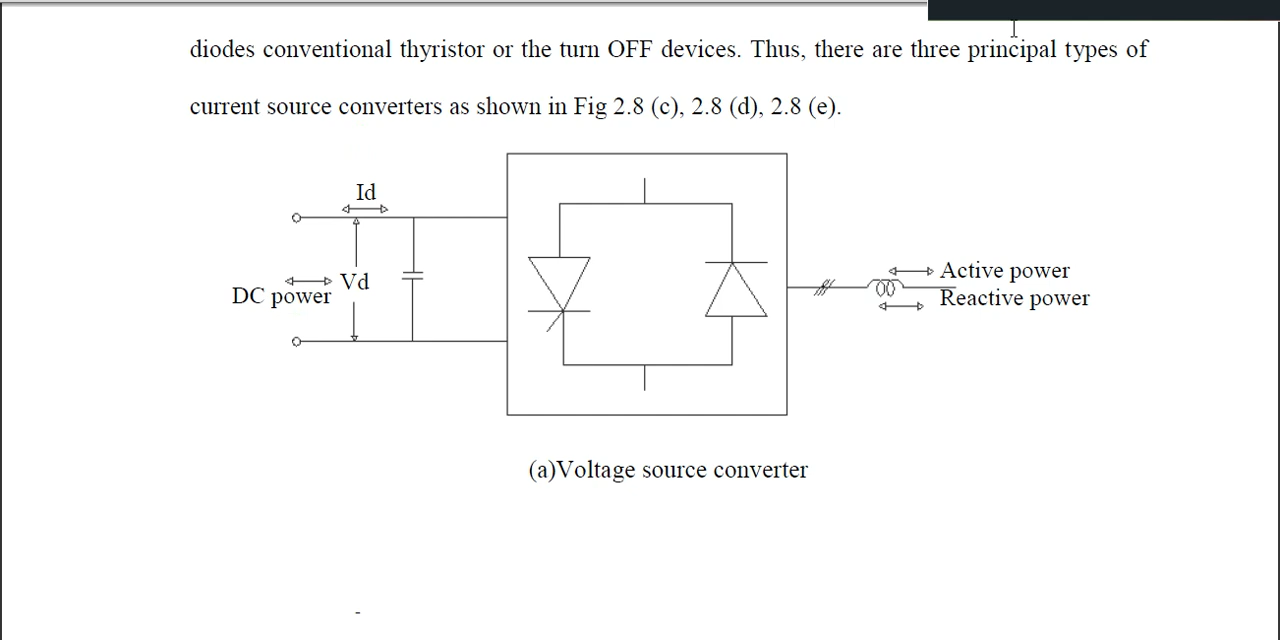 diodes conventional thyristor or the turn OFF devices. Thus, there are three principal types of
current source converters as shown in Fig 2.8 (c), 2.8 (d), 2.8 (e).
Id
Vd
DC power
Active power
Reactive power
(a)Voltage source converter